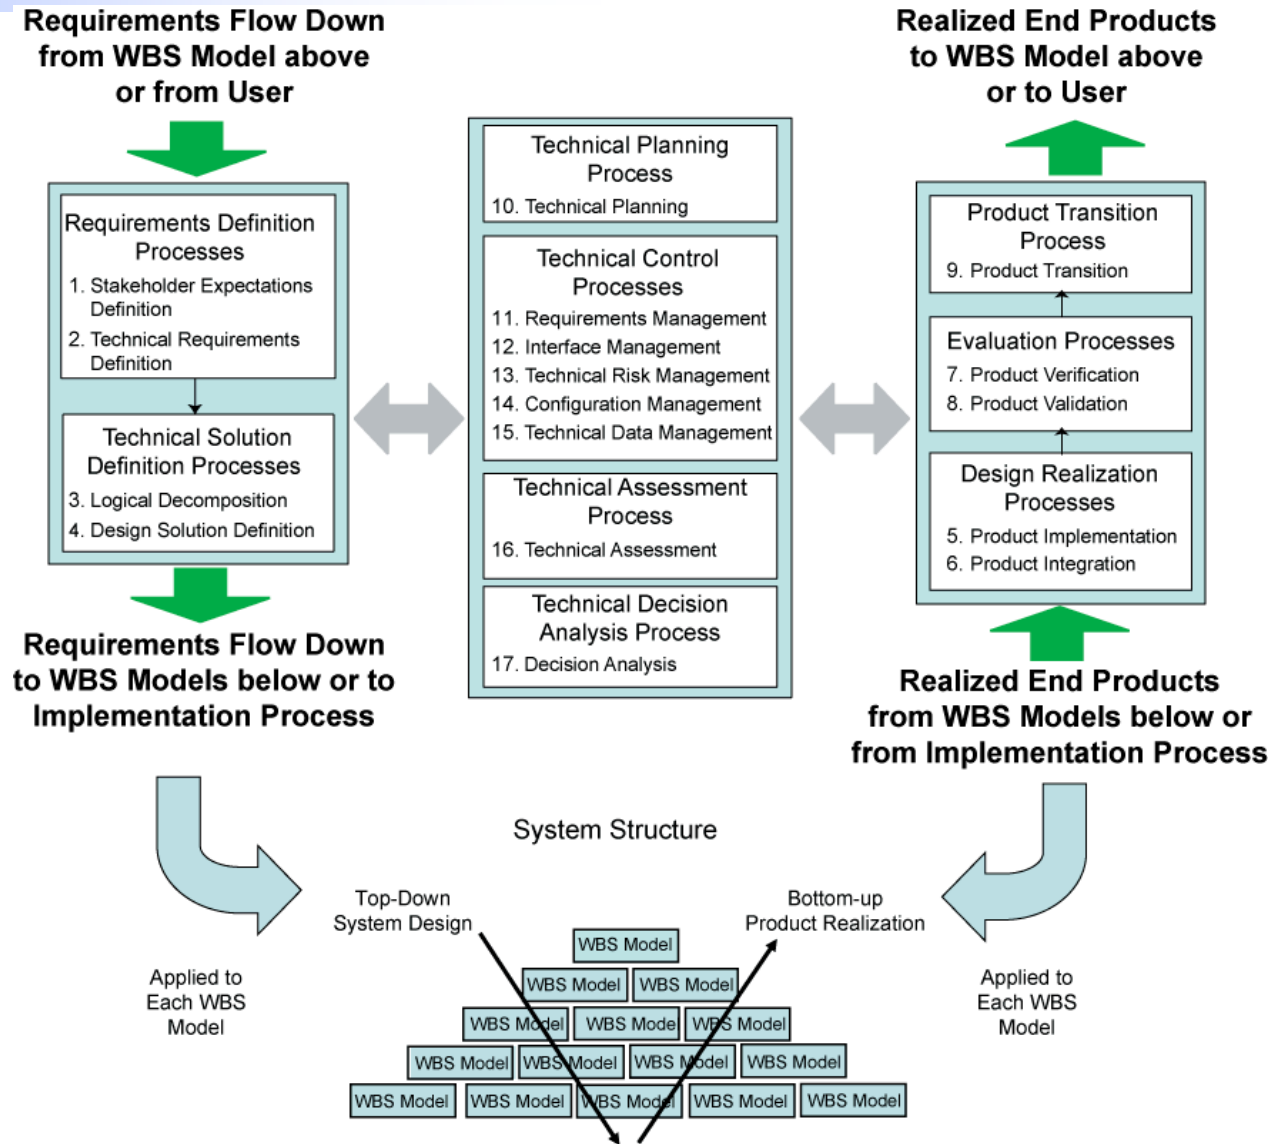 Requirements Flow Down
from WBS Model above
or from User
Requirements Definition
Processes
1. Stakeholder Expectations
Definition
2. Technical Requirements
Definition
Technical Solution
Definition Processes
3. Logical Decomposition
4. Design Solution Definition
Requirements Flow Down
to WBS Models below or to
Implementation Process
Technical Planning
Process
10. Technical Planning
Technical Control
Processes
11. Requirements Management
12. Interface Management
13. Technical Risk Management
14. Configuration Management
15. Technical Data Management
Technical Assessment
Process
16. Technical Assessment
Technical Decision
Analysis Process
17. Decision Analysis
Realized End Products
to WBS Model above
or to User
Product Transition
Process
9. Product Transition
Evaluation Processes
7. Product Verification
8. Product Validation
Design Realization
Processes
5. Product Implementation
6. Product Integration
Realized End Products
from WBS Models below or
from Implementation Process
System Structure
Top-Down
System Design
Bottom-up
Product Realization
Applied to
Each WBS
Model
Applied to
Each WBS
Model
WBS Model
WBS Model WBS Model
WBS Model WBS Mode WBS Model
WBS Model WBS Model WBS Model WBS Model
WBS Model WBS Model WBS Model WBS Model WBS Model